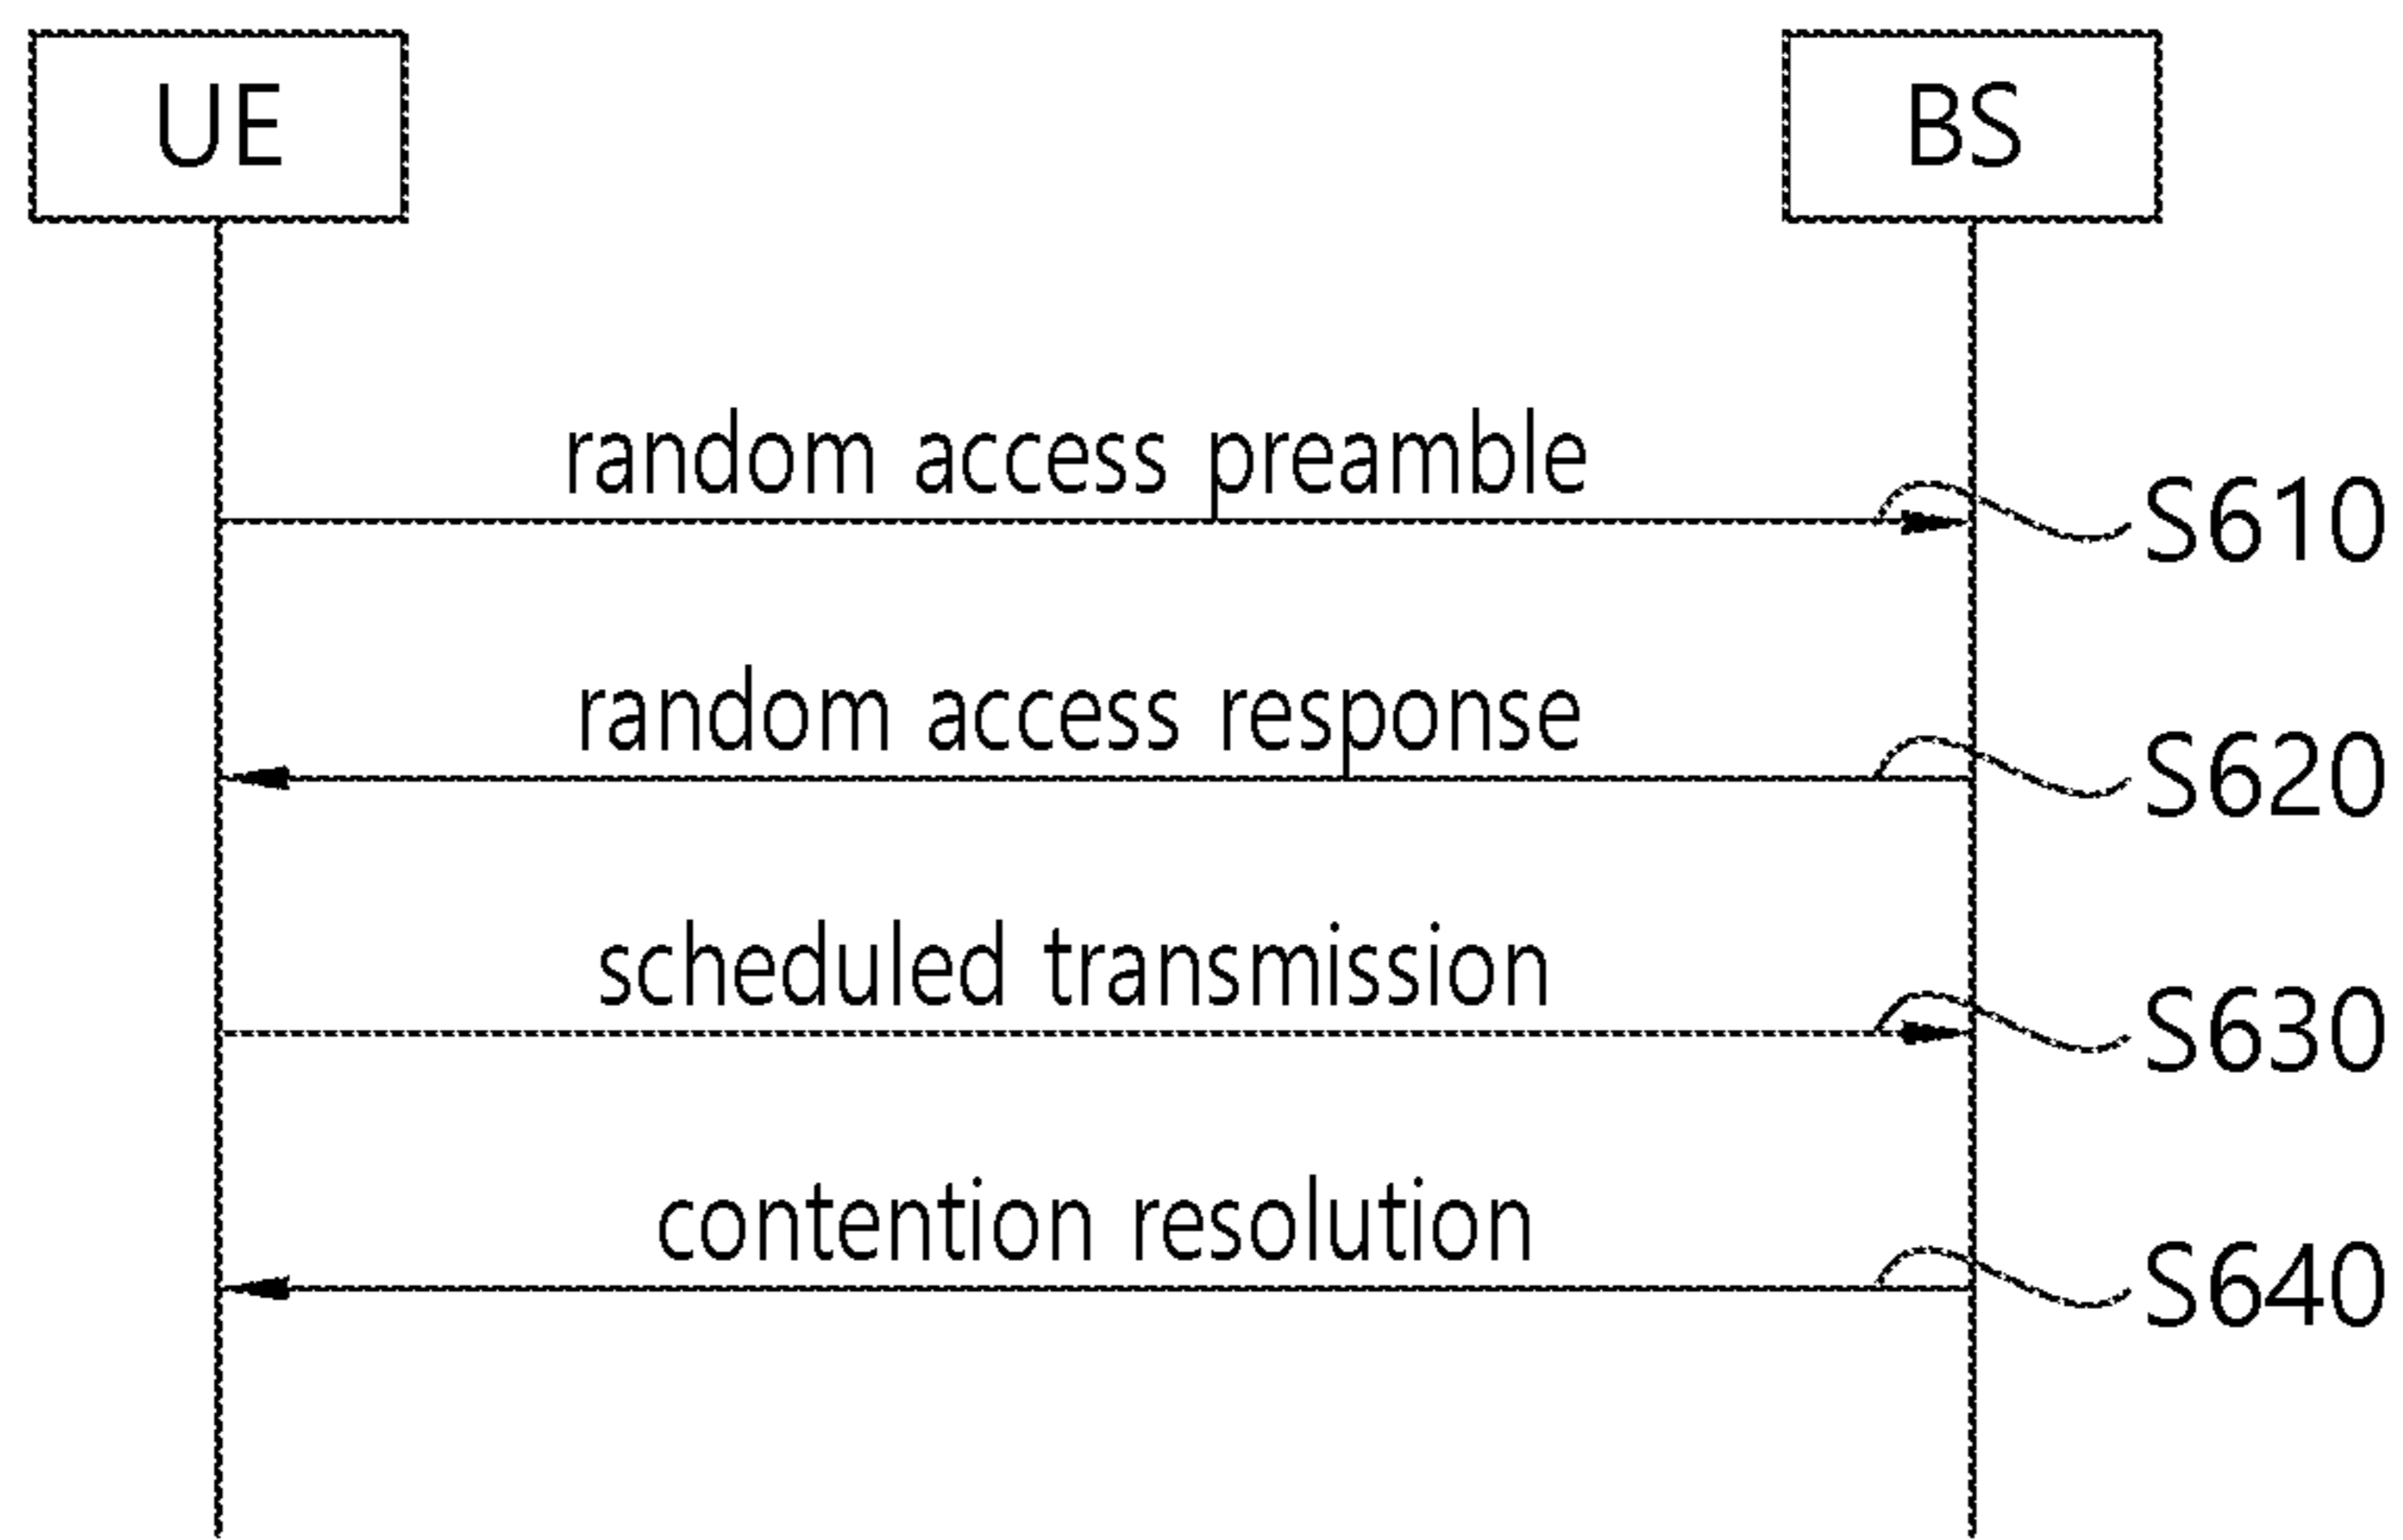 UE
BS
random access preamble
S610
random access response
S620
scheduled transmission
S630
contention resolution
S640